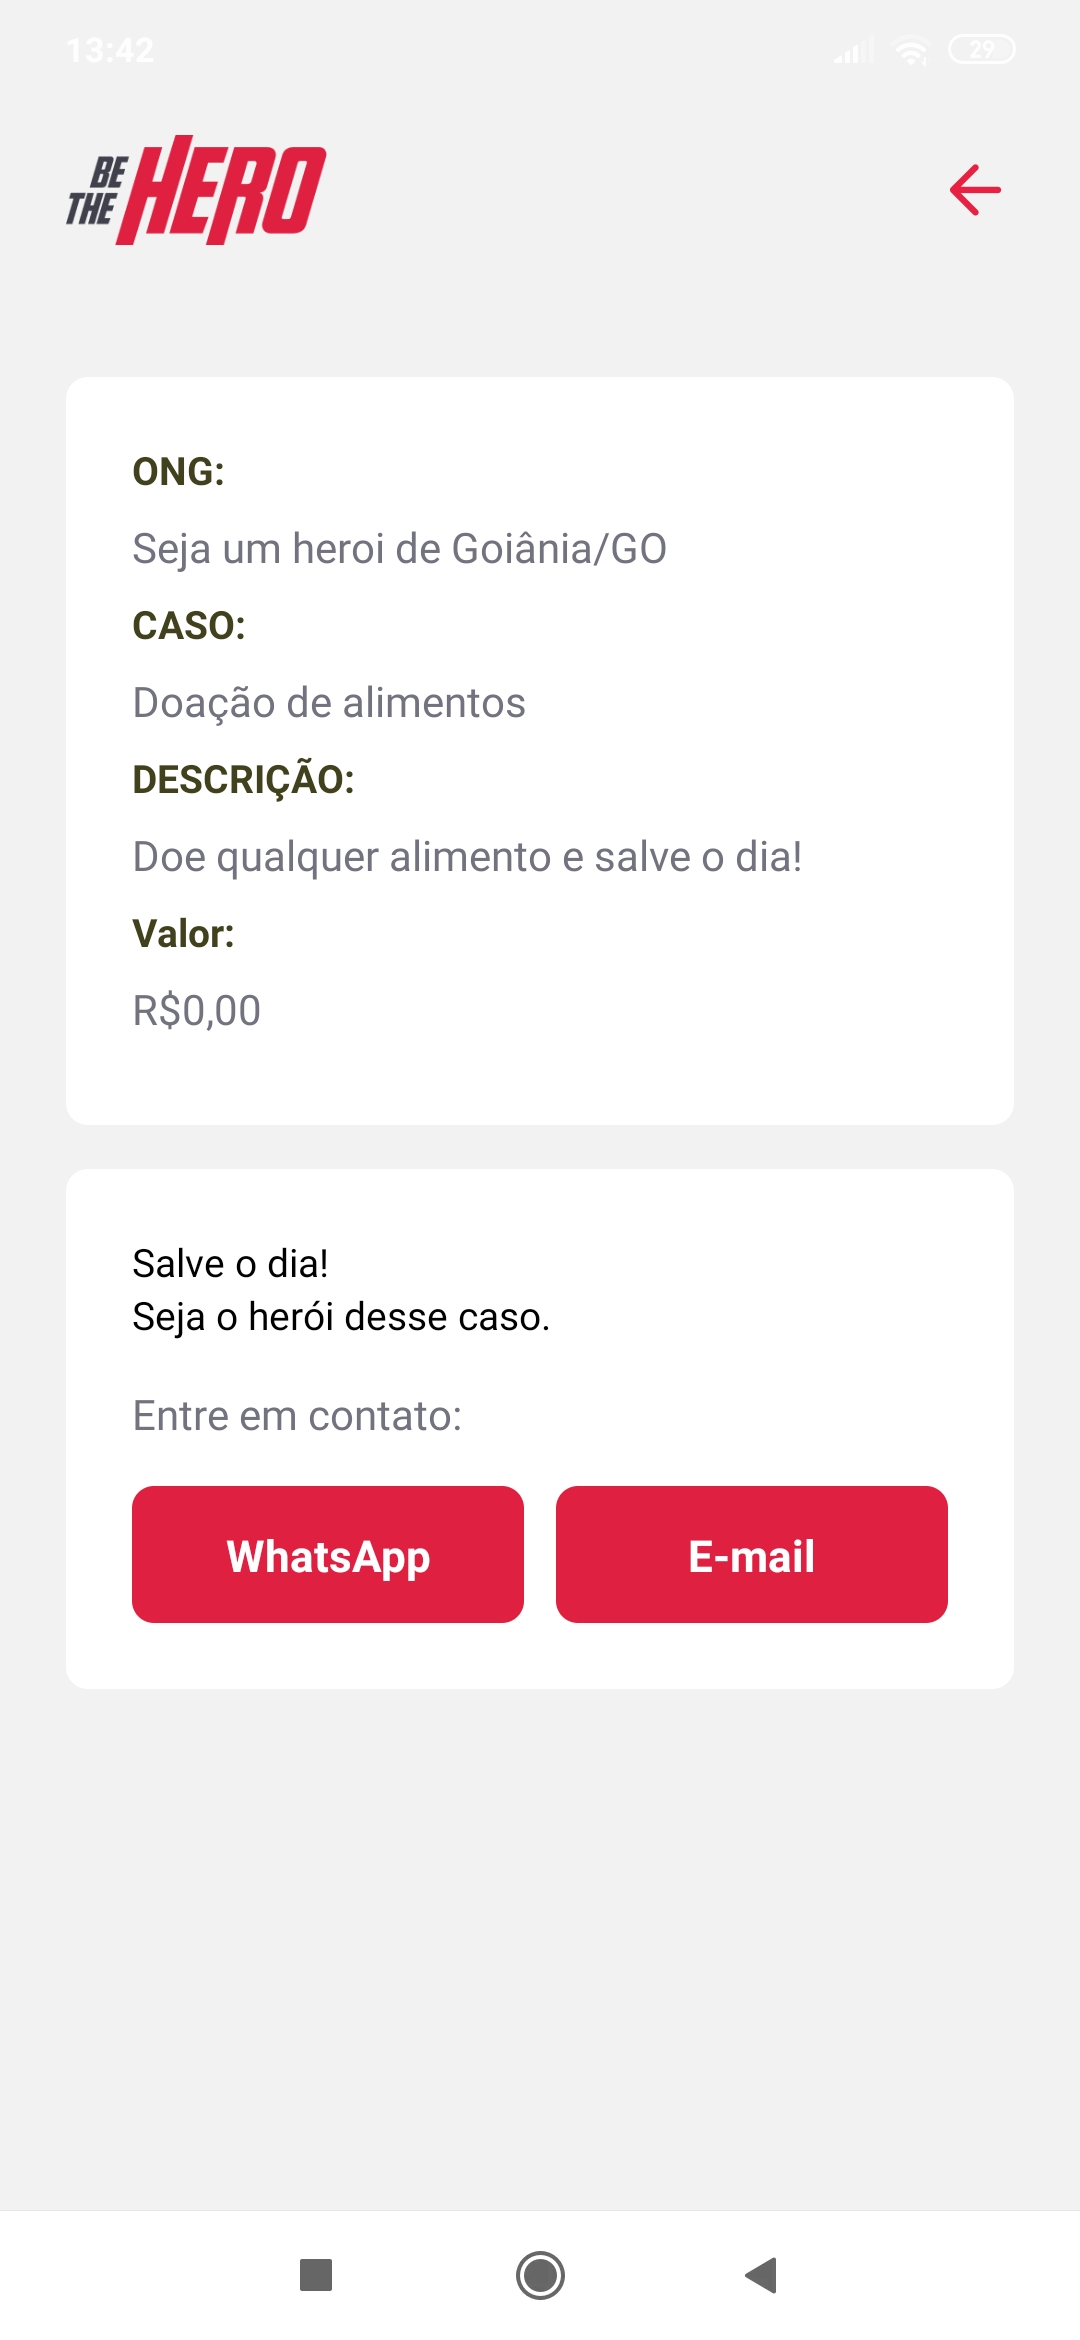 13:42
29
BE
THE
HERO
ONG:
Seja um heroi de Goiânia/GO
CASO:
Doação de alimentos
DESCRIÇÃO:
Doe qualquer alimento e salve o dia!
Valor:
R$0,00
Salve o dia!
Seja o herói desse caso.
Entre em contato:
WhatsApp
E-mail